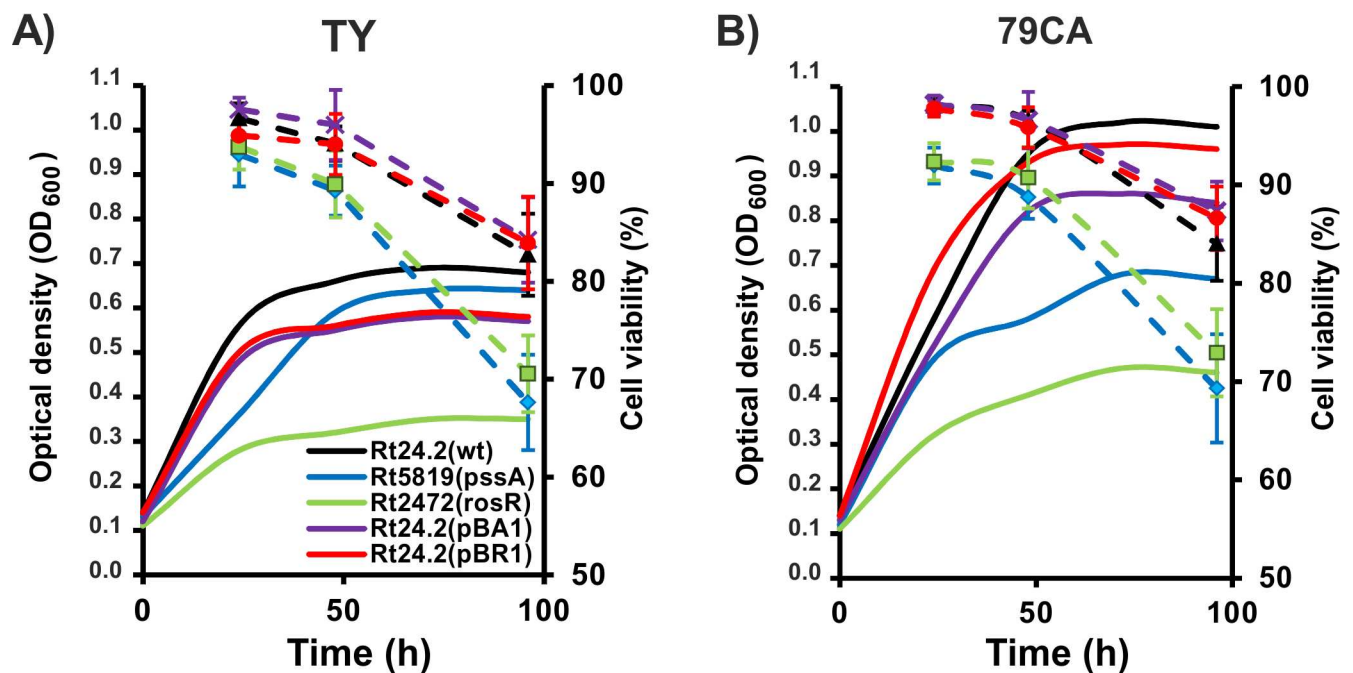 A)
TY
Optical density (OD600)
1.1
1.0
0.9
0.8
0.7
0.6
0.5
0.4
0.3
0.2
0.1
0.0
Rt24.2(wt)
Rt5819(pssA)
Rt2472(rosR)
Rt24.2(pBA1)
Rt24.2(pBR1)
0
50
100
Time (h)
100
90
80
70
60
50
Cell viability (%)
B)
79CA
Optical density (OD600)
1.1
1.0
0.9
0.8
0.7
0.6
0.5
0.4
0.3
0.2
0.1
0.0
0
50
100
Time (h)
100
90
80
70
60
50
Cell viability (%)